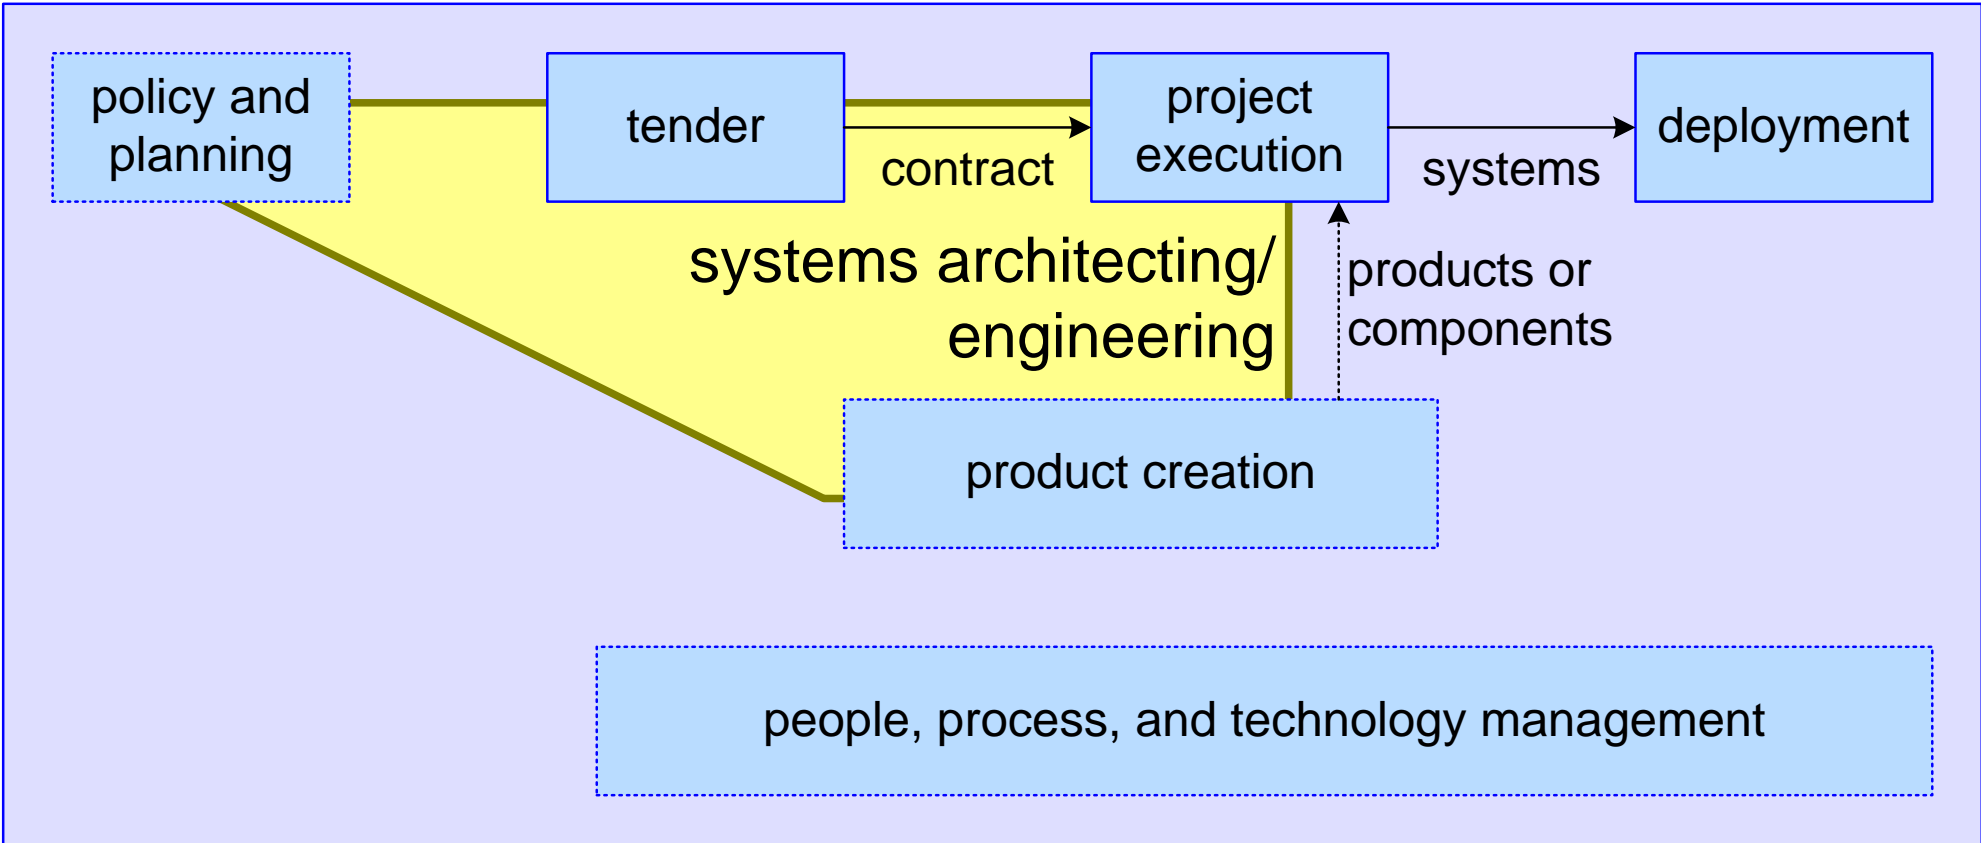 policy and
planning
tender
contract
project
execution
systems
deployment
systems architecting/
engineering
products or
components
product creation
people, process, and technology management